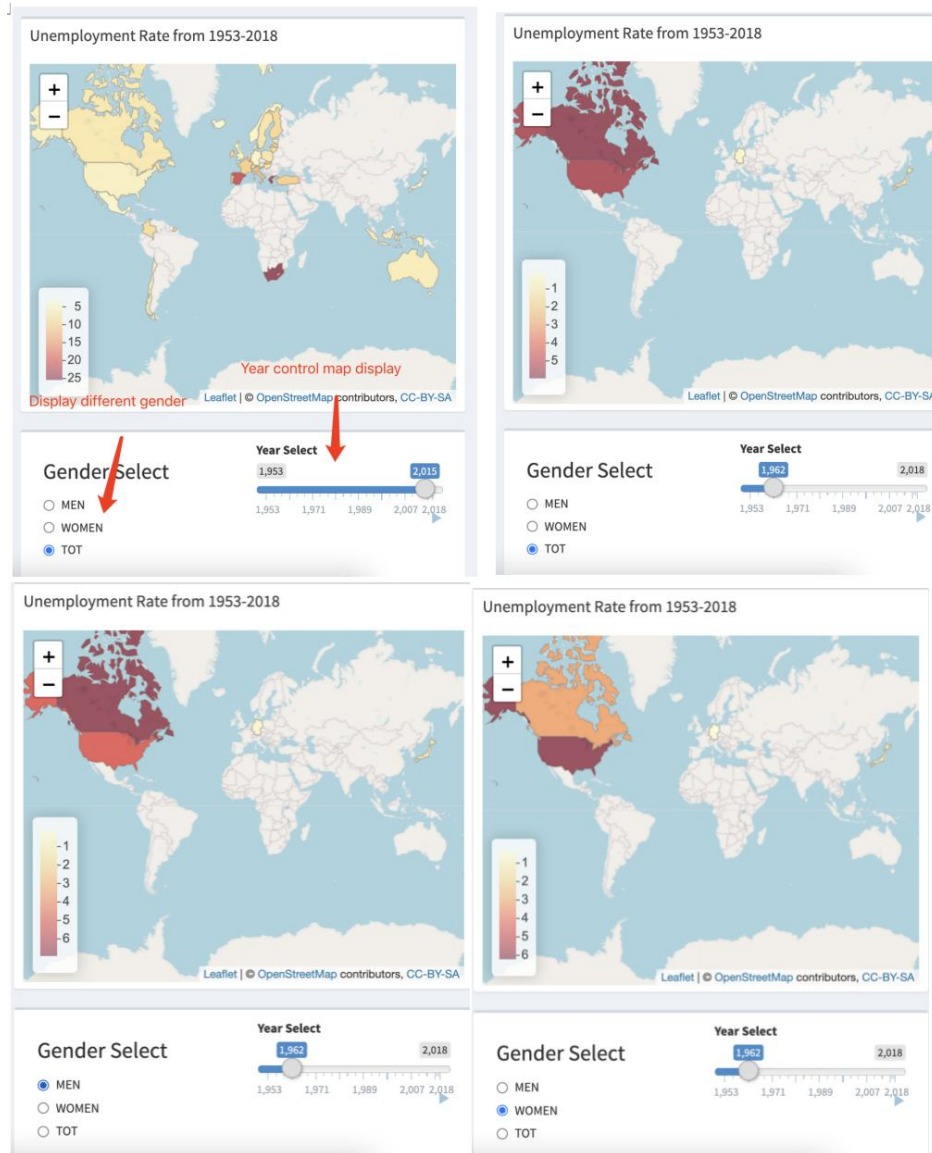 Unemployment Rate from 1953-2018
+
−
5
10
15
20
25
Display different gender
Year control map display
Leaflet | © OpenStreetMap contributors, CC-BY-SA
Gender Select
MEN
WOMEN
TOT
Year Select
1,953 2,015
1,953 1,971 1,989 2,007 2,018
Unemployment Rate from 1953-2018
+
−
1
2
3
4
5
Leaflet | © OpenStreetMap contributors, CC-BY-SA
Gender Select
MEN
WOMEN
TOT
Year Select
1,962 2,018
1,953 1,971 1,989 2,007 2,018
Unemployment Rate from 1953-2018
+
−
1
2
3
4
5
6
Leaflet | © OpenStreetMap contributors, CC-BY-SA
Gender Select
MEN
WOMEN
TOT
Year Select
1,962 2,018
1,953 1,971 1,989 2,007 2,018
Unemployment Rate from 1953-2018
+
−
1
2
3
4
5
6
Leaflet | © OpenStreetMap contributors, CC-BY-SA
Gender Select
MEN
WOMEN
TOT
Year Select
1,962 2,018
1,953 1,971 1,989 2,007 2,018